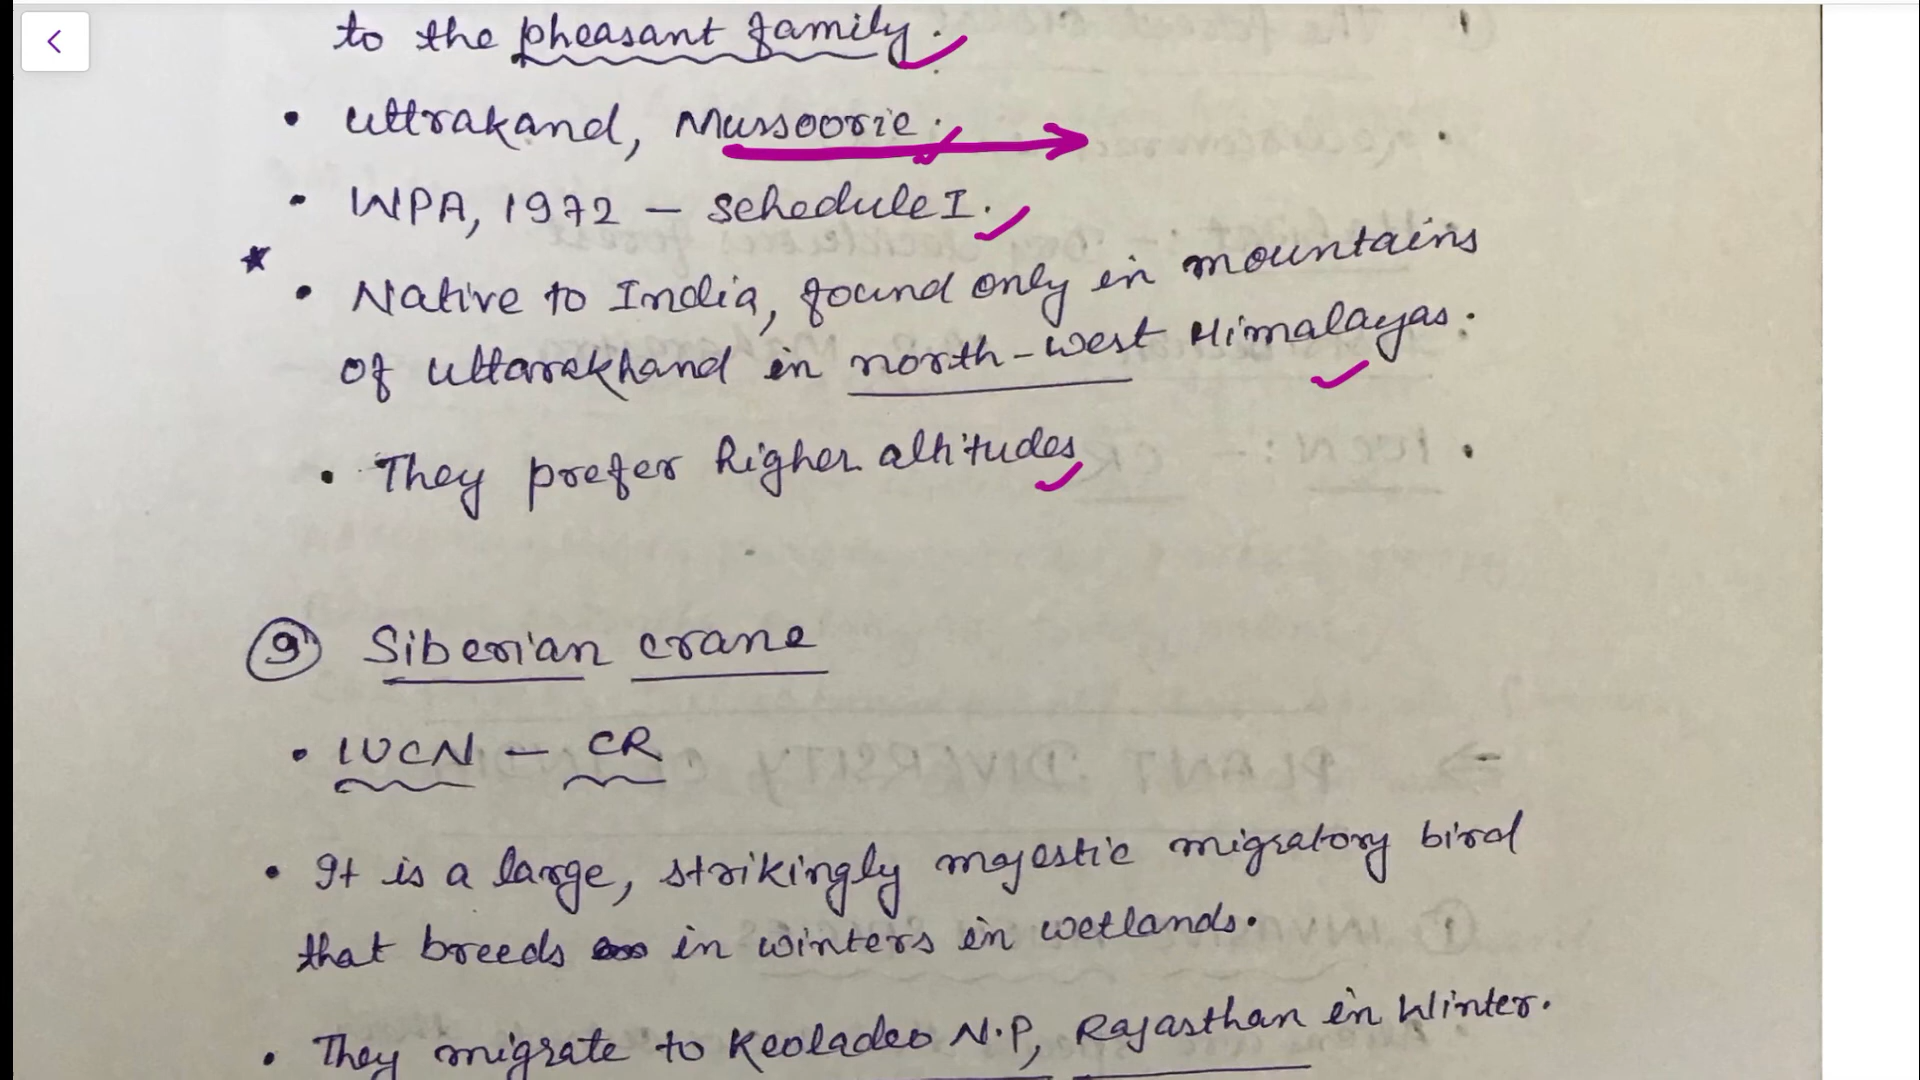 to the pheasant family.
• Uttrakand, Mussoorie.
• WPA, 1972 - Schedule I.
• Native to India, found only in mountains
of Uttarakhand in north-west Himalayas.
• They prefer higher altitudes
9 Siberian crane
• IUCN - CR
• It is a large, strikingly majestic migratory bird
that breeds in winters in wetlands.
• They migrate to Keoladeo N.P, Rajasthan in Winter.